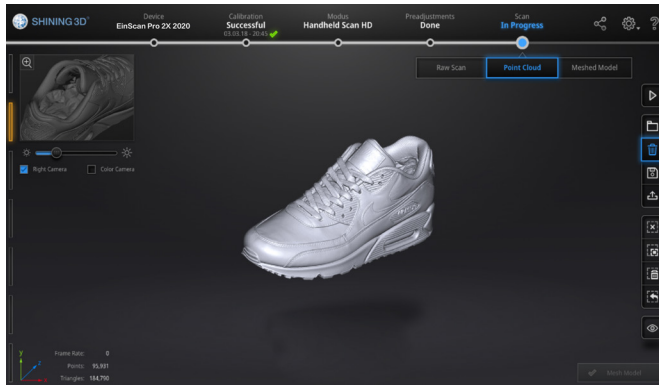 SHINING 3D
Device
EinScan Pro 2X 2020
Calibration
Successful
03.03.18 - 20:45
Modus
Handheld Scan HD
Preadjustments
Done
Scan
In Progress
Raw Scan
Point Cloud
Meshed Model
Right Camera
Color Camera
y
z
x
Frame Rate: 0
Points: 95,931
Triangles: 184,790
Mesh Model